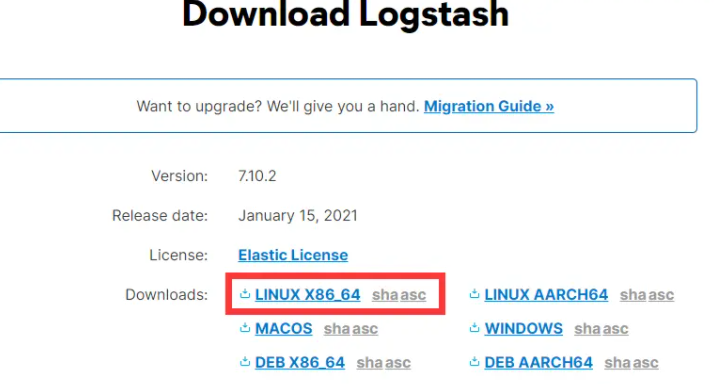 Download Logstash
Want to upgrade? We'll give you a hand. Migration Guide »
Version: 7.10.2
Release date: January 15, 2021
License: Elastic License
Downloads: LINUX X86_64 sha asc LINUX AARCH64 sha asc
MACOS sha asc WINDOWS sha asc
DEB X86_64 sha asc DEB AARCH64 sha asc